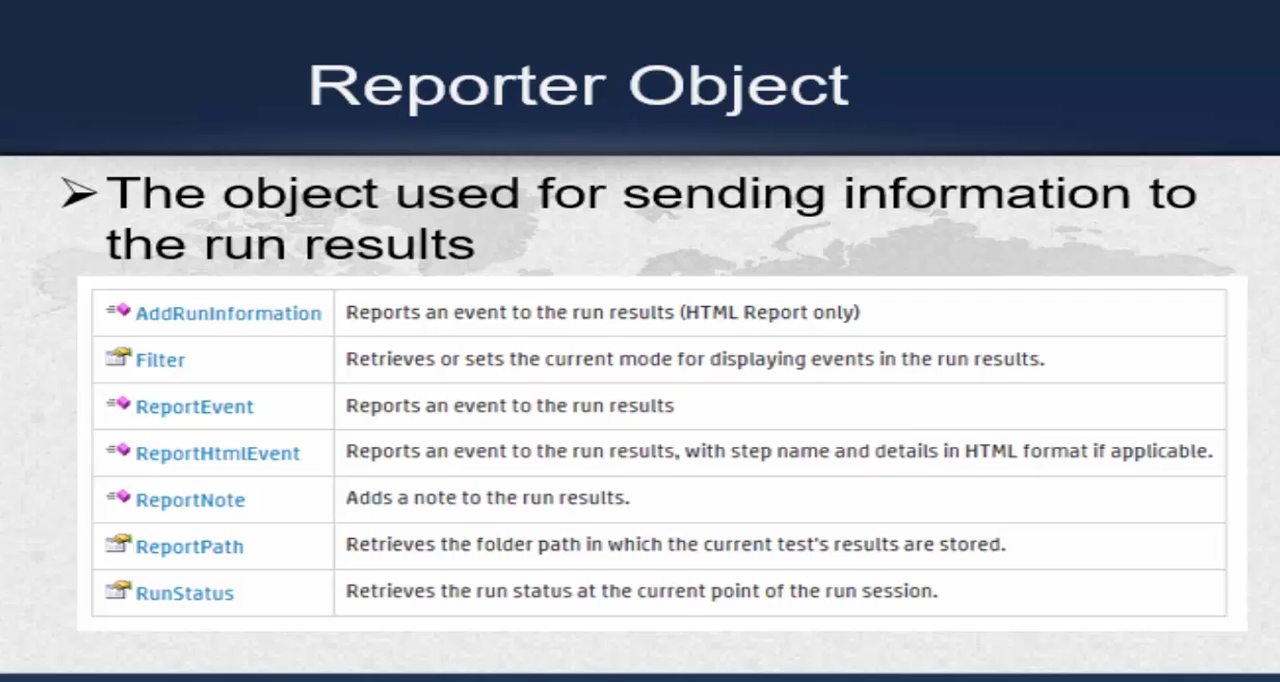 Reporter Object
The object used for sending information to
the run results
AddRunInformation Reports an event to the run results (HTML Report only)
Filter Retrieves or sets the current mode for displaying events in the run results.
ReportEvent Reports an event to the run results
ReportHtmlEvent Reports an event to the run results, with step name and details in HTML format if applicable.
ReportNote Adds a note to the run results.
ReportPath Retrieves the folder path in which the current test's results are stored.
RunStatus Retrieves the run status at the current point of the run session.